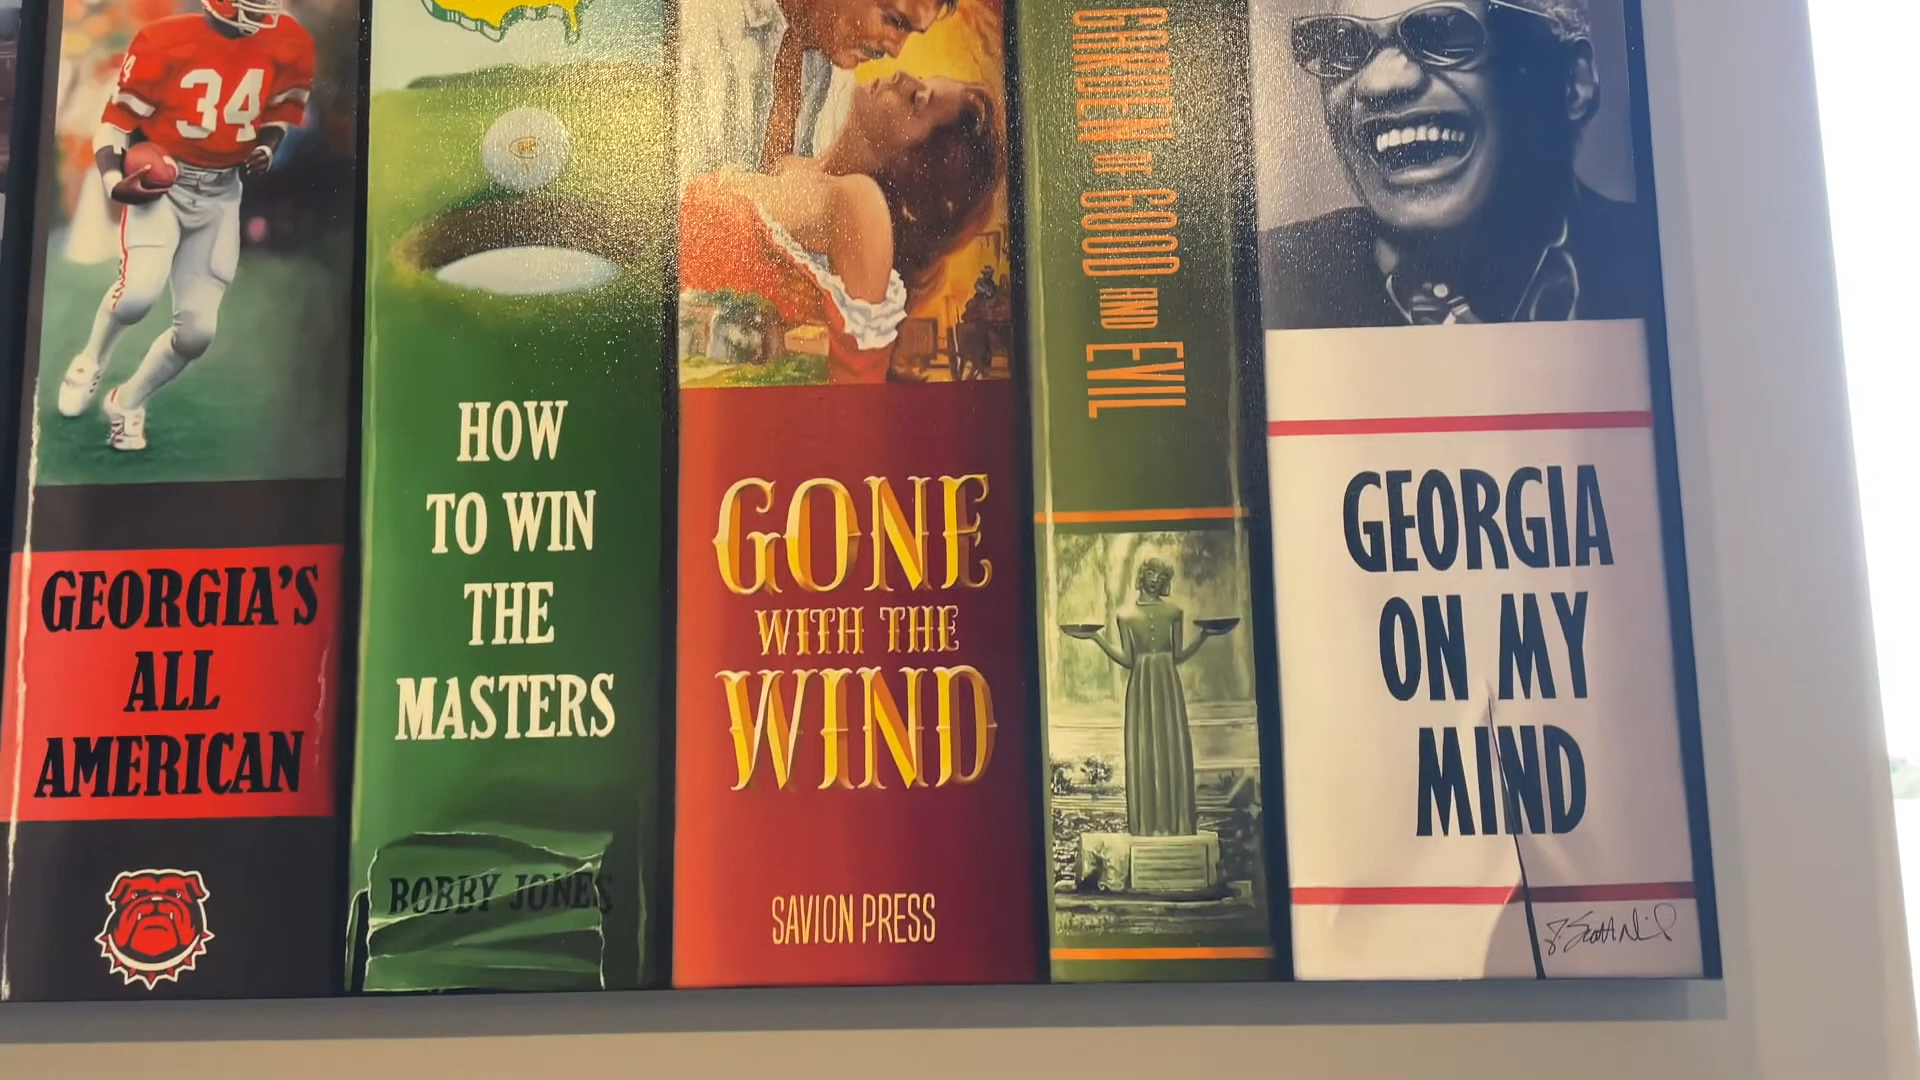 34
GEORGIA'S
ALL
AMERICAN
HOW
TO WIN
THE
MASTERS
BOBBY JONES
GONE
WITH THE
WIND
SAVION PRESS
GARDEN OF GOOD AND EVIL
GEORGIA
ON MY
MIND